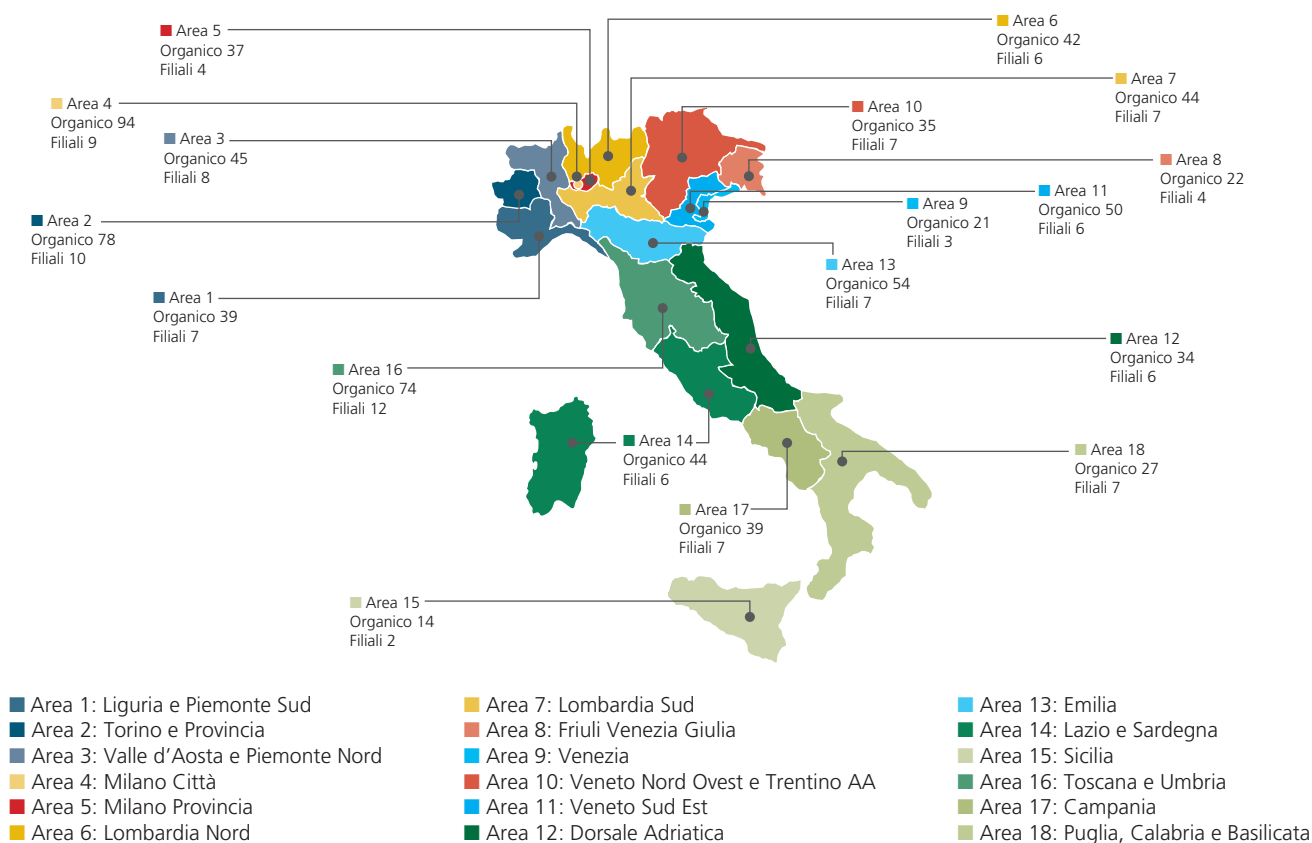 Area 5
Organico 37
Filiali 4
Area 6
Organico 42
Filiali 6
Area 7
Organico 44
Filiali 7
Area 4
Organico 94
Filiali 9
Area 10
Organico 35
Filiali 7
Area 3
Organico 45
Filiali 8
Area 8
Organico 22
Filiali 4
Area 11
Organico 50
Filiali 6
Area 9
Organico 21
Filiali 3
Area 2
Organico 78
Filiali 10
Area 13
Organico 54
Filiali 7
Area 1
Organico 39
Filiali 7
Area 12
Organico 34
Filiali 6
Area 16
Organico 74
Filiali 12
Area 14
Organico 44
Filiali 6
Area 18
Organico 27
Filiali 7
Area 17
Organico 39
Filiali 7
Area 15
Organico 14
Filiali 2
Area 1: Liguria e Piemonte Sud
Area 2: Torino e Provincia
Area 3: Valle d'Aosta e Piemonte Nord
Area 4: Milano Città
Area 5: Milano Provincia
Area 6: Lombardia Nord
Area 7: Lombardia Sud
Area 8: Friuli Venezia Giulia
Area 9: Venezia
Area 10: Veneto Nord Ovest e Trentino AA
Area 11: Veneto Sud Est
Area 12: Dorsale Adriatica
Area 13: Emilia
Area 14: Lazio e Sardegna
Area 15: Sicilia
Area 16: Toscana e Umbria
Area 17: Campania
Area 18: Puglia, Calabria e Basilicata